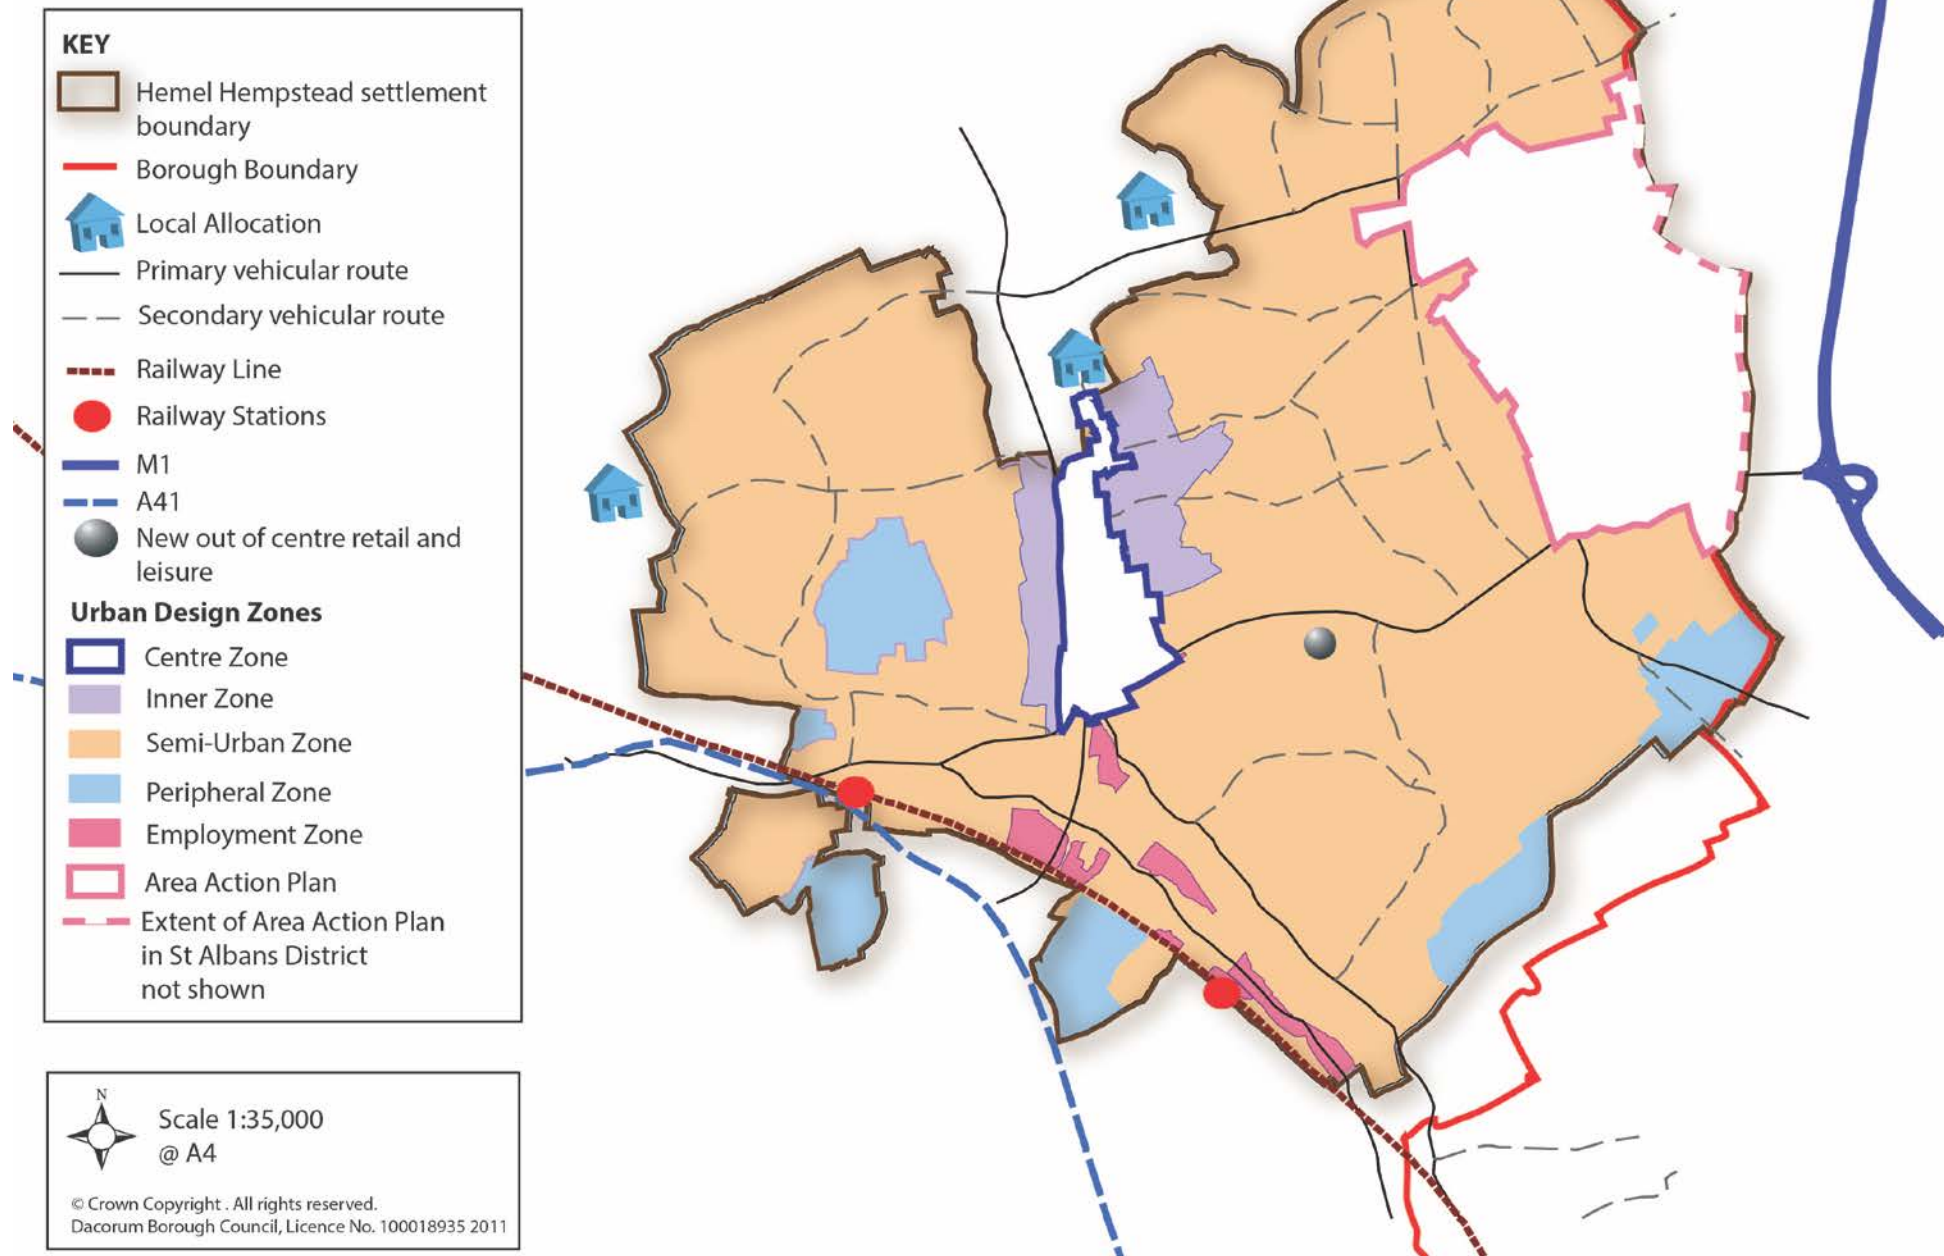 KEY
Hemel Hempstead settlement
boundary
Borough Boundary
Local Allocation
Primary vehicular route
Secondary vehicular route
Railway Line
Railway Stations
M1
A41
New out of centre retail and
leisure
Urban Design Zones
Centre Zone
Inner Zone
Semi-Urban Zone
Peripheral Zone
Employment Zone
Area Action Plan
Extent of Area Action Plan
in St Albans District
not shown
N
Scale 1:35,000
@ A4
© Crown Copyright . All rights reserved.
Dacorum Borough Council, Licence No. 100018935 2011